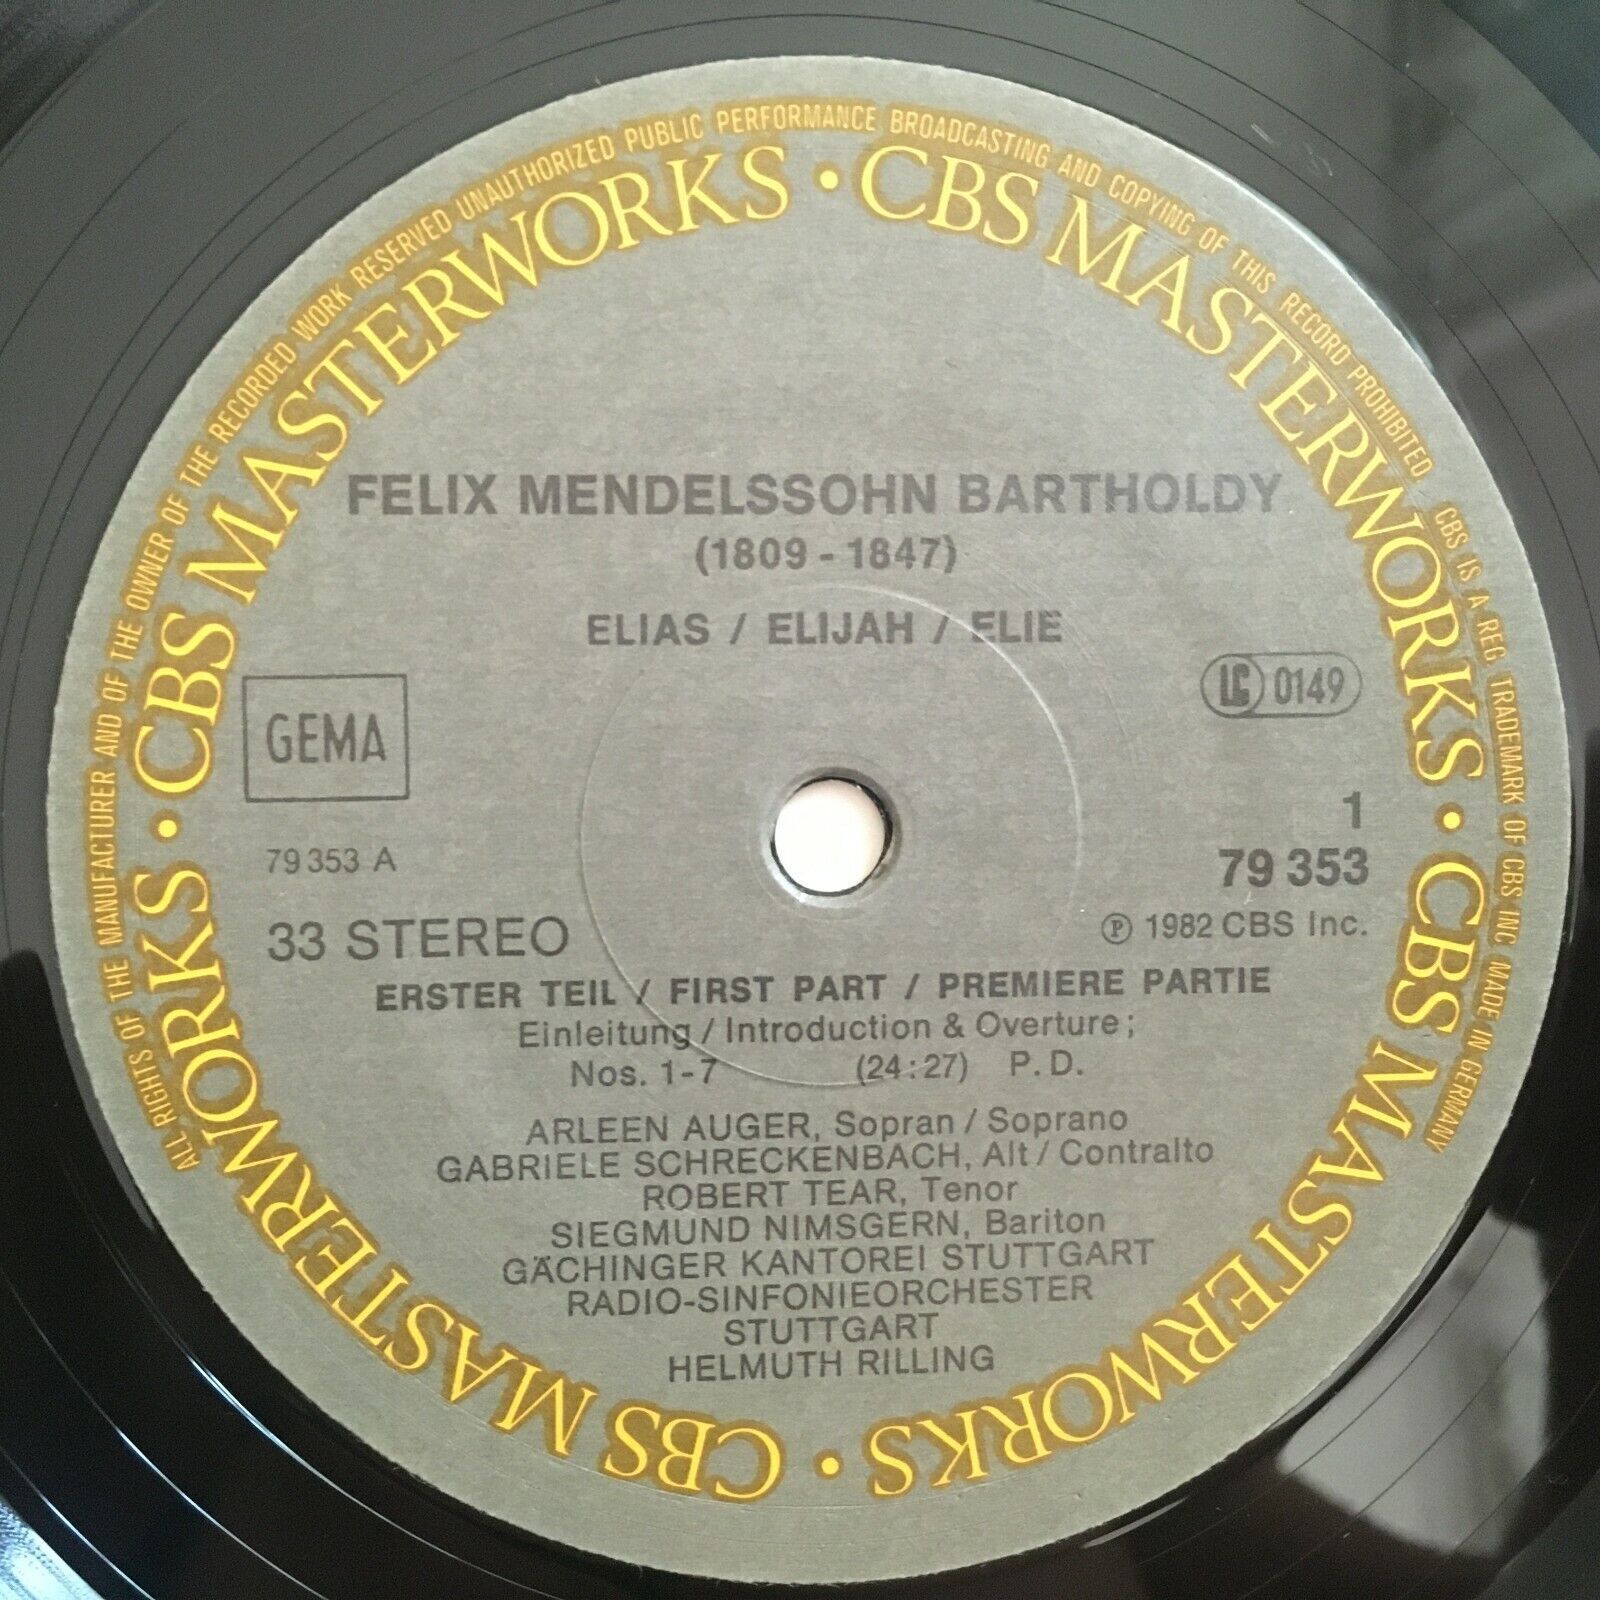 ALL RIGHTS OF THE MANUFACTURER AND OF THE OWNER OF THE RECORDED WORK RESERVED UNAUTHORIZED PUBLIC PERFORMANCE BROADCASTING AND COPYING OF THIS RECORD PROHIBITED CBS IS A REG. TRADEMARK OF CBS INC MADE IN GERMANY
CBS MASTERWORKS · CBS MASTERWORKS · CBS MASTERWORKS · CBS MASTERWORKS ·
FELIX MENDELSSOHN BARTHOLDY
(1809 - 1847)
ELIAS / ELIJAH / ELIE
GEMA
LC 0149
1
79 353 A
79 353
33 STEREO
℗ 1982 CBS Inc.
ERSTER TEIL / FIRST PART / PREMIERE PARTIE
Einleitung / Introduction & Overture;
Nos. 1-7 (24:27) P.D.
ARLEEN AUGER, Sopran / Soprano
GABRIELE SCHRECKENBACH, Alt / Contralto
ROBERT TEAR, Tenor
SIEGMUND NIMSGERN, Bariton
GÄCHINGER KANTOREI STUTTGART
RADIO-SINFONIEORCHESTER
STUTTGART
HELMUTH RILLING